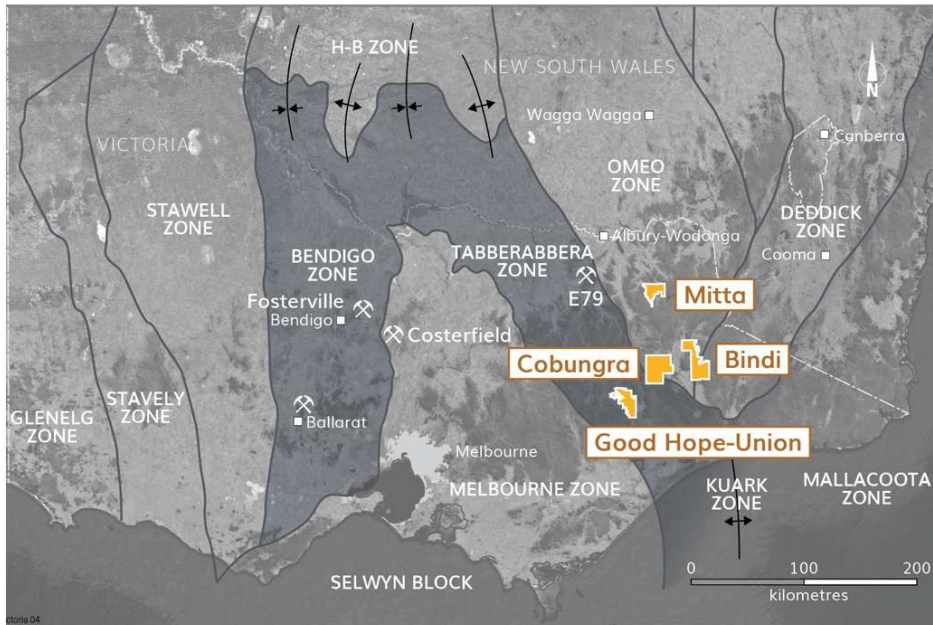 H-B ZONE
NEW SOUTH WALES
N
Wagga Wagga
VICTORIA
Canberra
OMEO
ZONE
STAWELL
ZONE
DEDDICK
ZONE
Albury-Wodonga
BENDIGO
ZONE
TABBERABBERA
ZONE
Cooma
E79
Mitta
Fosterville
Bendigo
Costerfield
Cobungra
Bindi
STAVELY
ZONE
GLENELG
ZONE
Ballarat
Good Hope-Union
Melbourne
MELBOURNE ZONE
KUARK
ZONE
MALLACOOTA
ZONE
SELWYN BLOCK
0 100 200
kilometres
ctoria 04